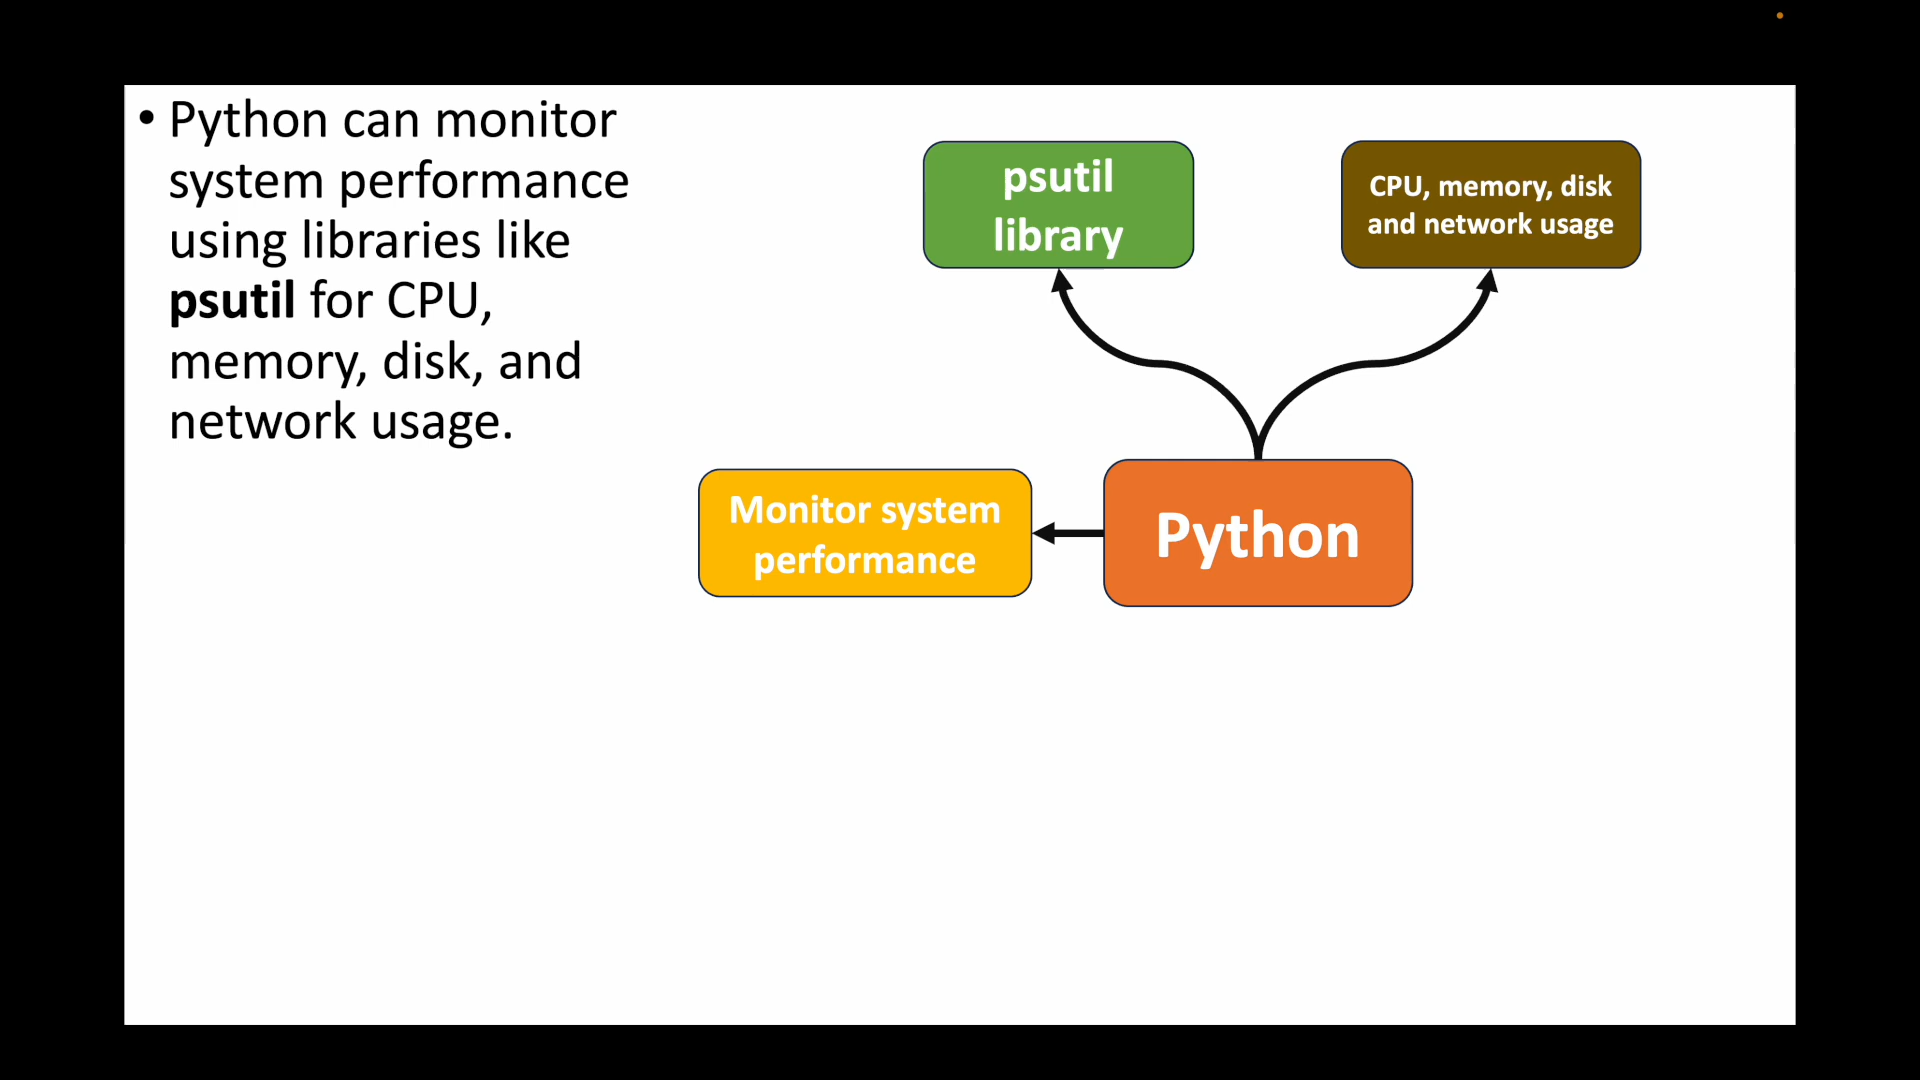 • Python can monitor
system performance
using libraries like
psutil for CPU,
memory, disk, and
network usage.
psutil
library
CPU, memory, disk
and network usage
Monitor system
performance
Python